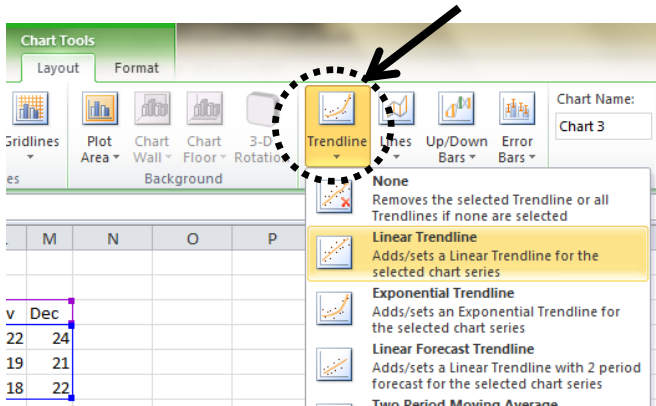 Chart Tools
Layout Format
Gridlines Plot Area Chart Wall Chart Floor 3-D Rotation Trendline Lines Up/Down Bars Error Bars
Chart Name:
Chart 3
es Background
None
Removes the selected Trendline or all
Trendlines if none are selected
M N O P
Linear Trendline
Adds/sets a Linear Trendline for the
selected chart series
Exponential Trendline
Adds/sets an Exponential Trendline for
the selected chart series
Linear Forecast Trendline
Adds/sets a Linear Trendline with 2 period
forecast for the selected chart series
Two Period Moving Average
v Dec
22 24
19 21
18 22